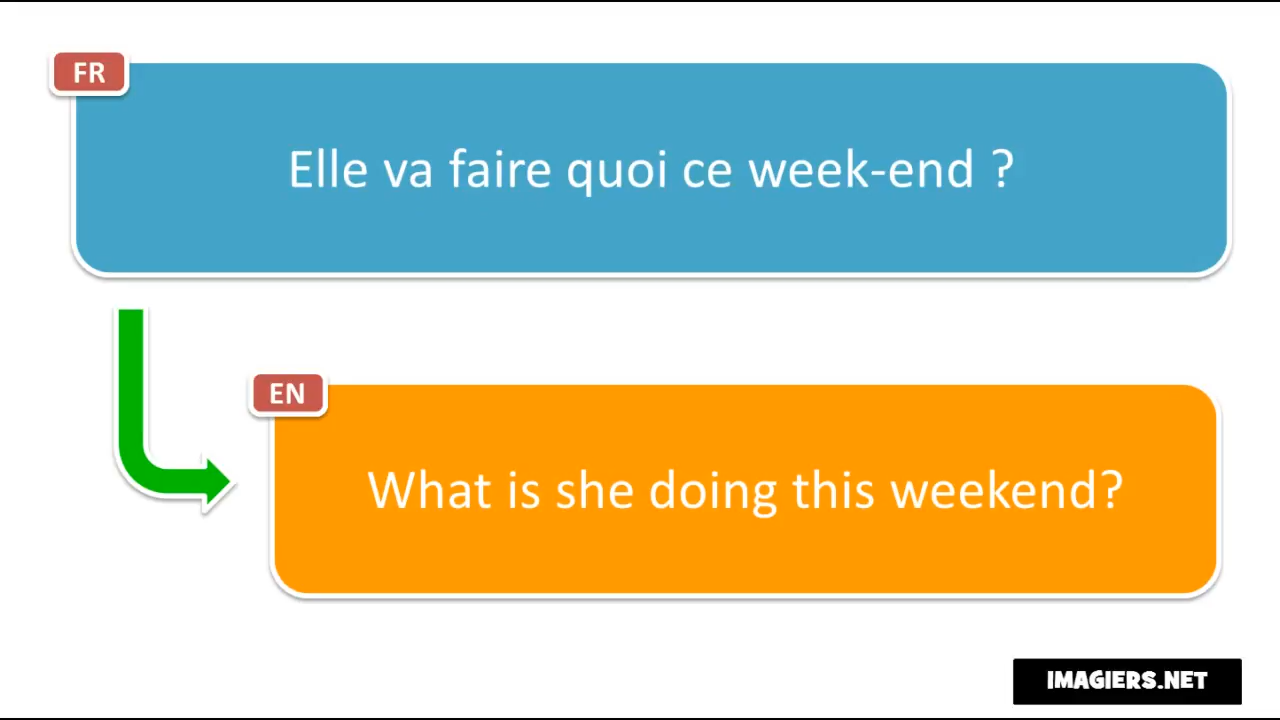 FR
Elle va faire quoi ce week-end ?
EN
What is she doing this weekend?
IMAGIERS.NET